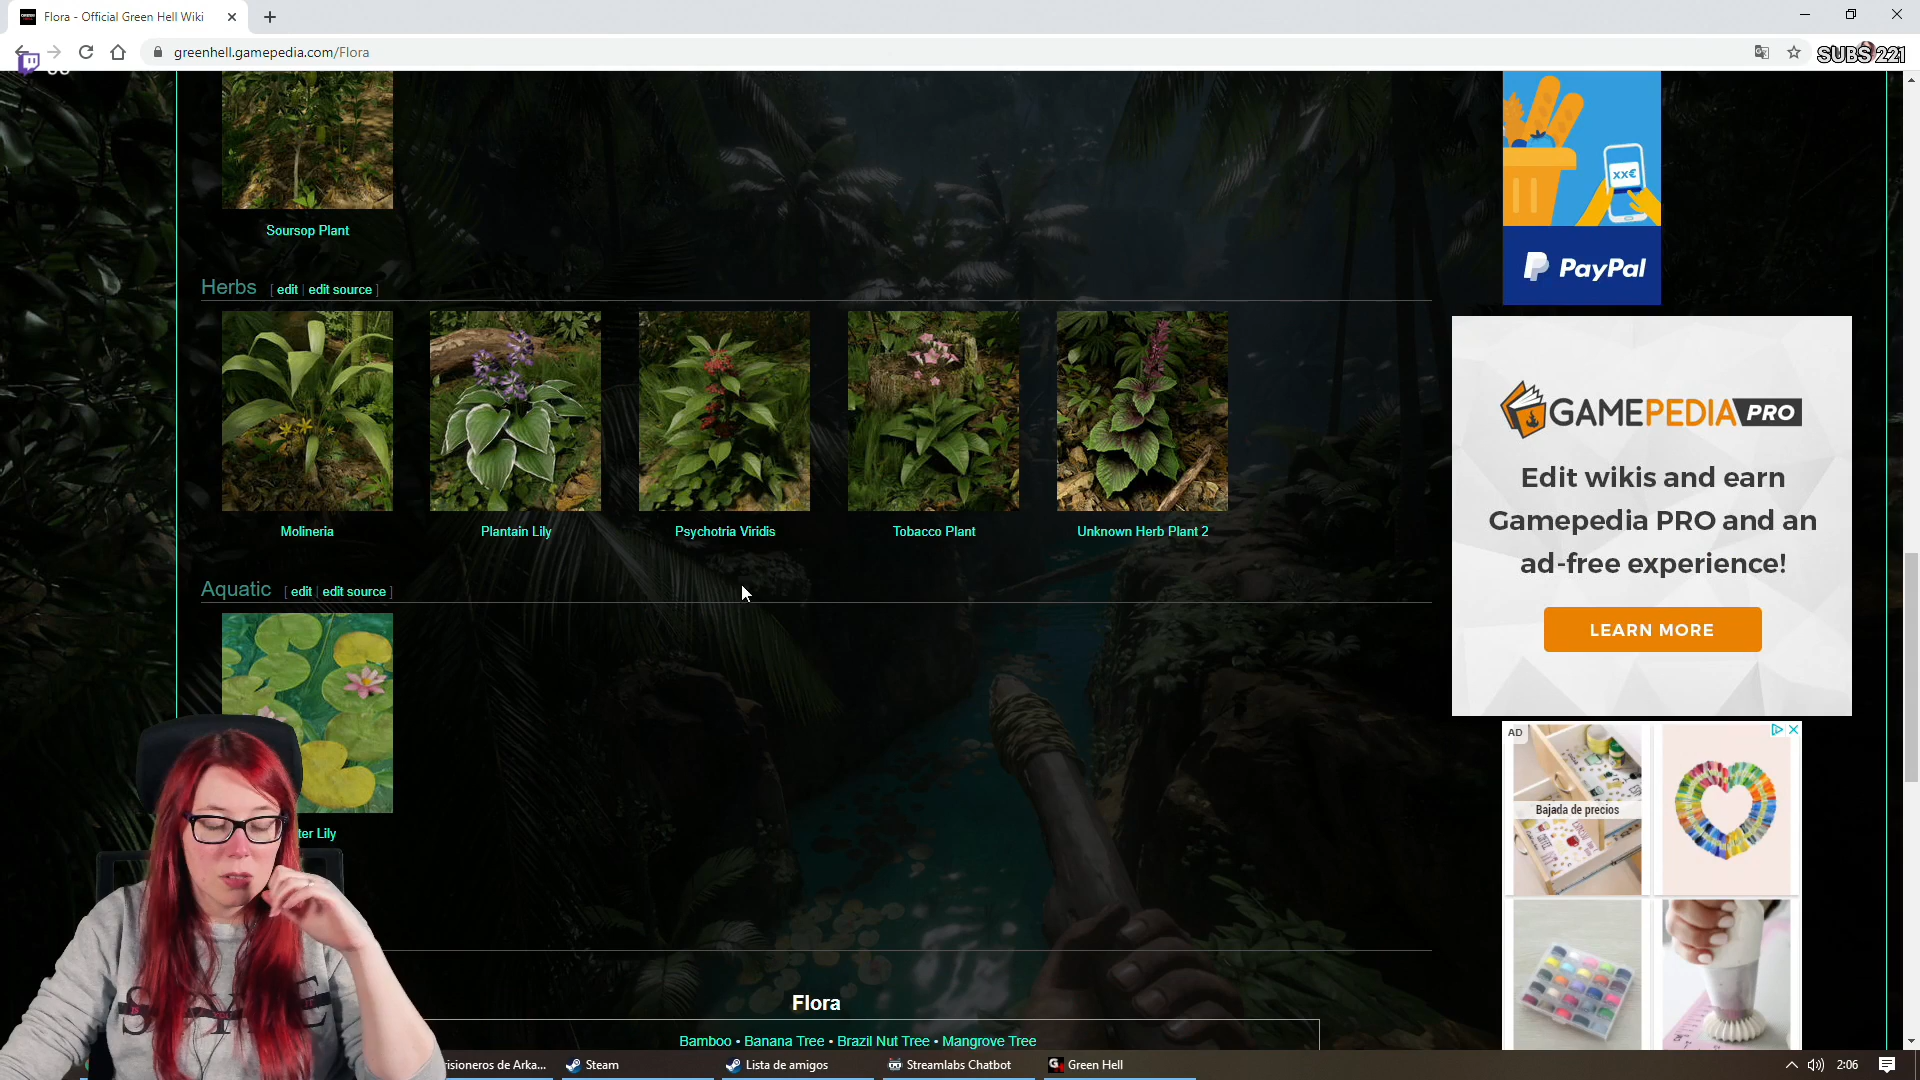 Flora - Official Green Hell Wiki
greenhell.gamepedia.com/Flora
SUBS 221
Soursop Plant
xx€
PayPal
Herbs [ edit | edit source ]
Molineria
Plantain Lily
Psychotria Viridis
Tobacco Plant
Unknown Herb Plant 2
GAMEPEDIA PRO
Edit wikis and earn
Gamepedia PRO and an
ad-free experience!
LEARN MORE
Aquatic [ edit | edit source ]
ter Lily
AD
Bajada de precios
Flora
Bamboo • Banana Tree • Brazil Nut Tree • Mangrove Tree
risioneros de Arka...
Steam
Lista de amigos
Streamlabs Chatbot
Green Hell
2:06